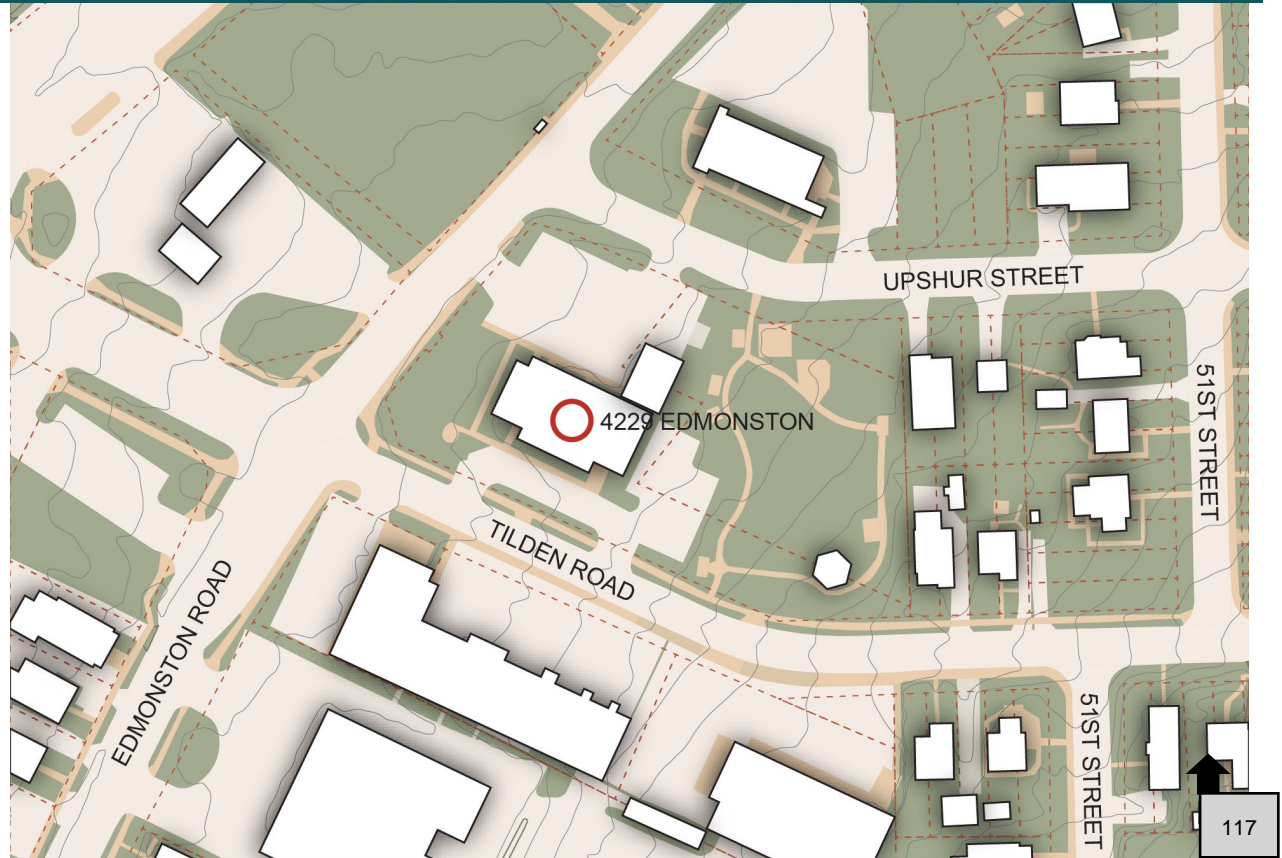 UPSHUR STREET
51ST STREET
4229 EDMONSTON
TILDEN ROAD
EDMONSTON ROAD
51ST STREET
117